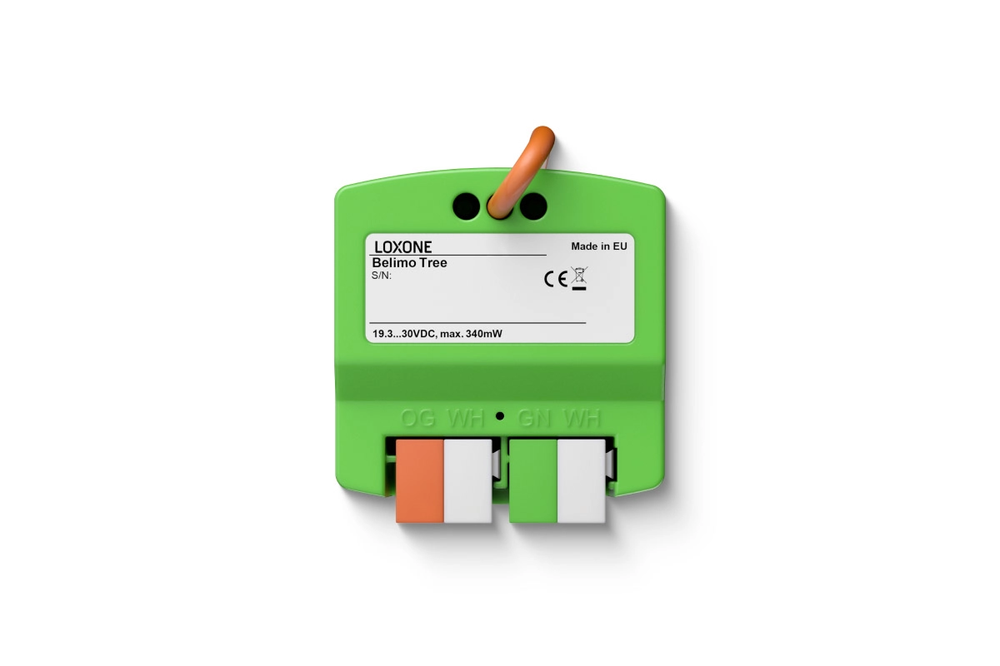 LOXONE
Made in EU
Belimo Tree
S/N:
CE
19.3...30VDC, max. 340mW
OG WH GN WH